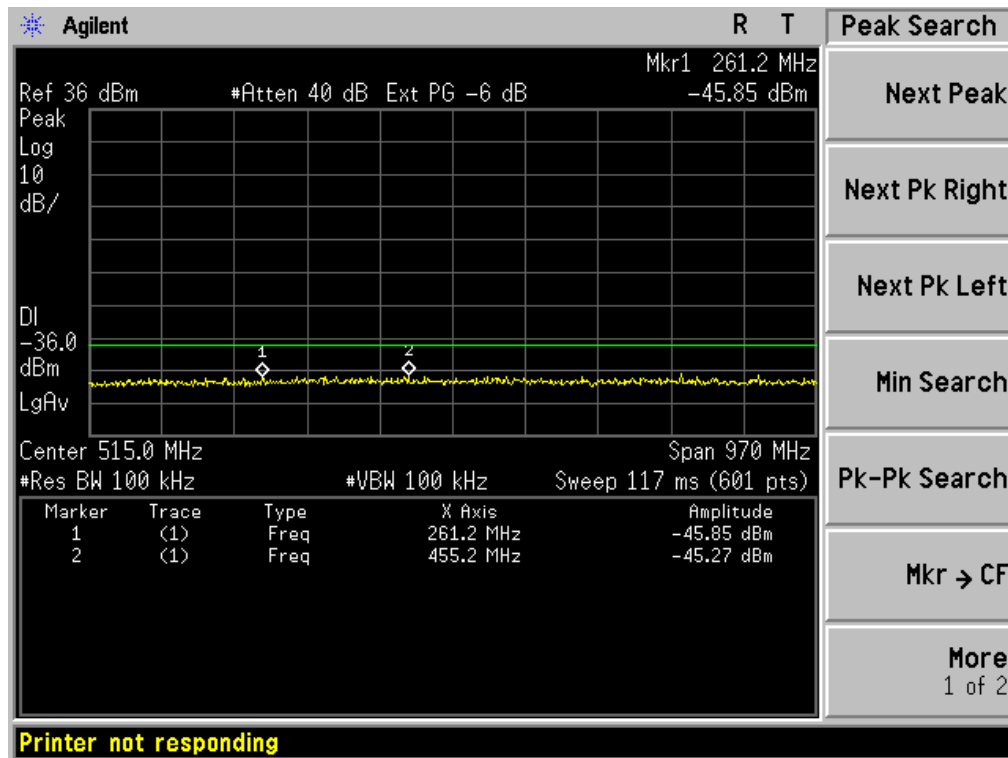 Agilent R T Peak Search
Mkr1 261.2 MHz
Ref 36 dBm #Atten 40 dB Ext PG -6 dB -45.85 dBm
Peak
Log
10
dB/
DI
-36.0
dBm
LgAv
1 2
Center 515.0 MHz Span 970 MHz
#Res BW 100 kHz #VBW 100 kHz Sweep 117 ms (601 pts)
Marker Trace Type X Axis Amplitude
1 (1) Freq 261.2 MHz -45.85 dBm
2 (1) Freq 455.2 MHz -45.27 dBm
Next Peak
Next Pk Right
Next Pk Left
Min Search
Pk-Pk Search
Mkr → CF
More
1 of 2
Printer not responding